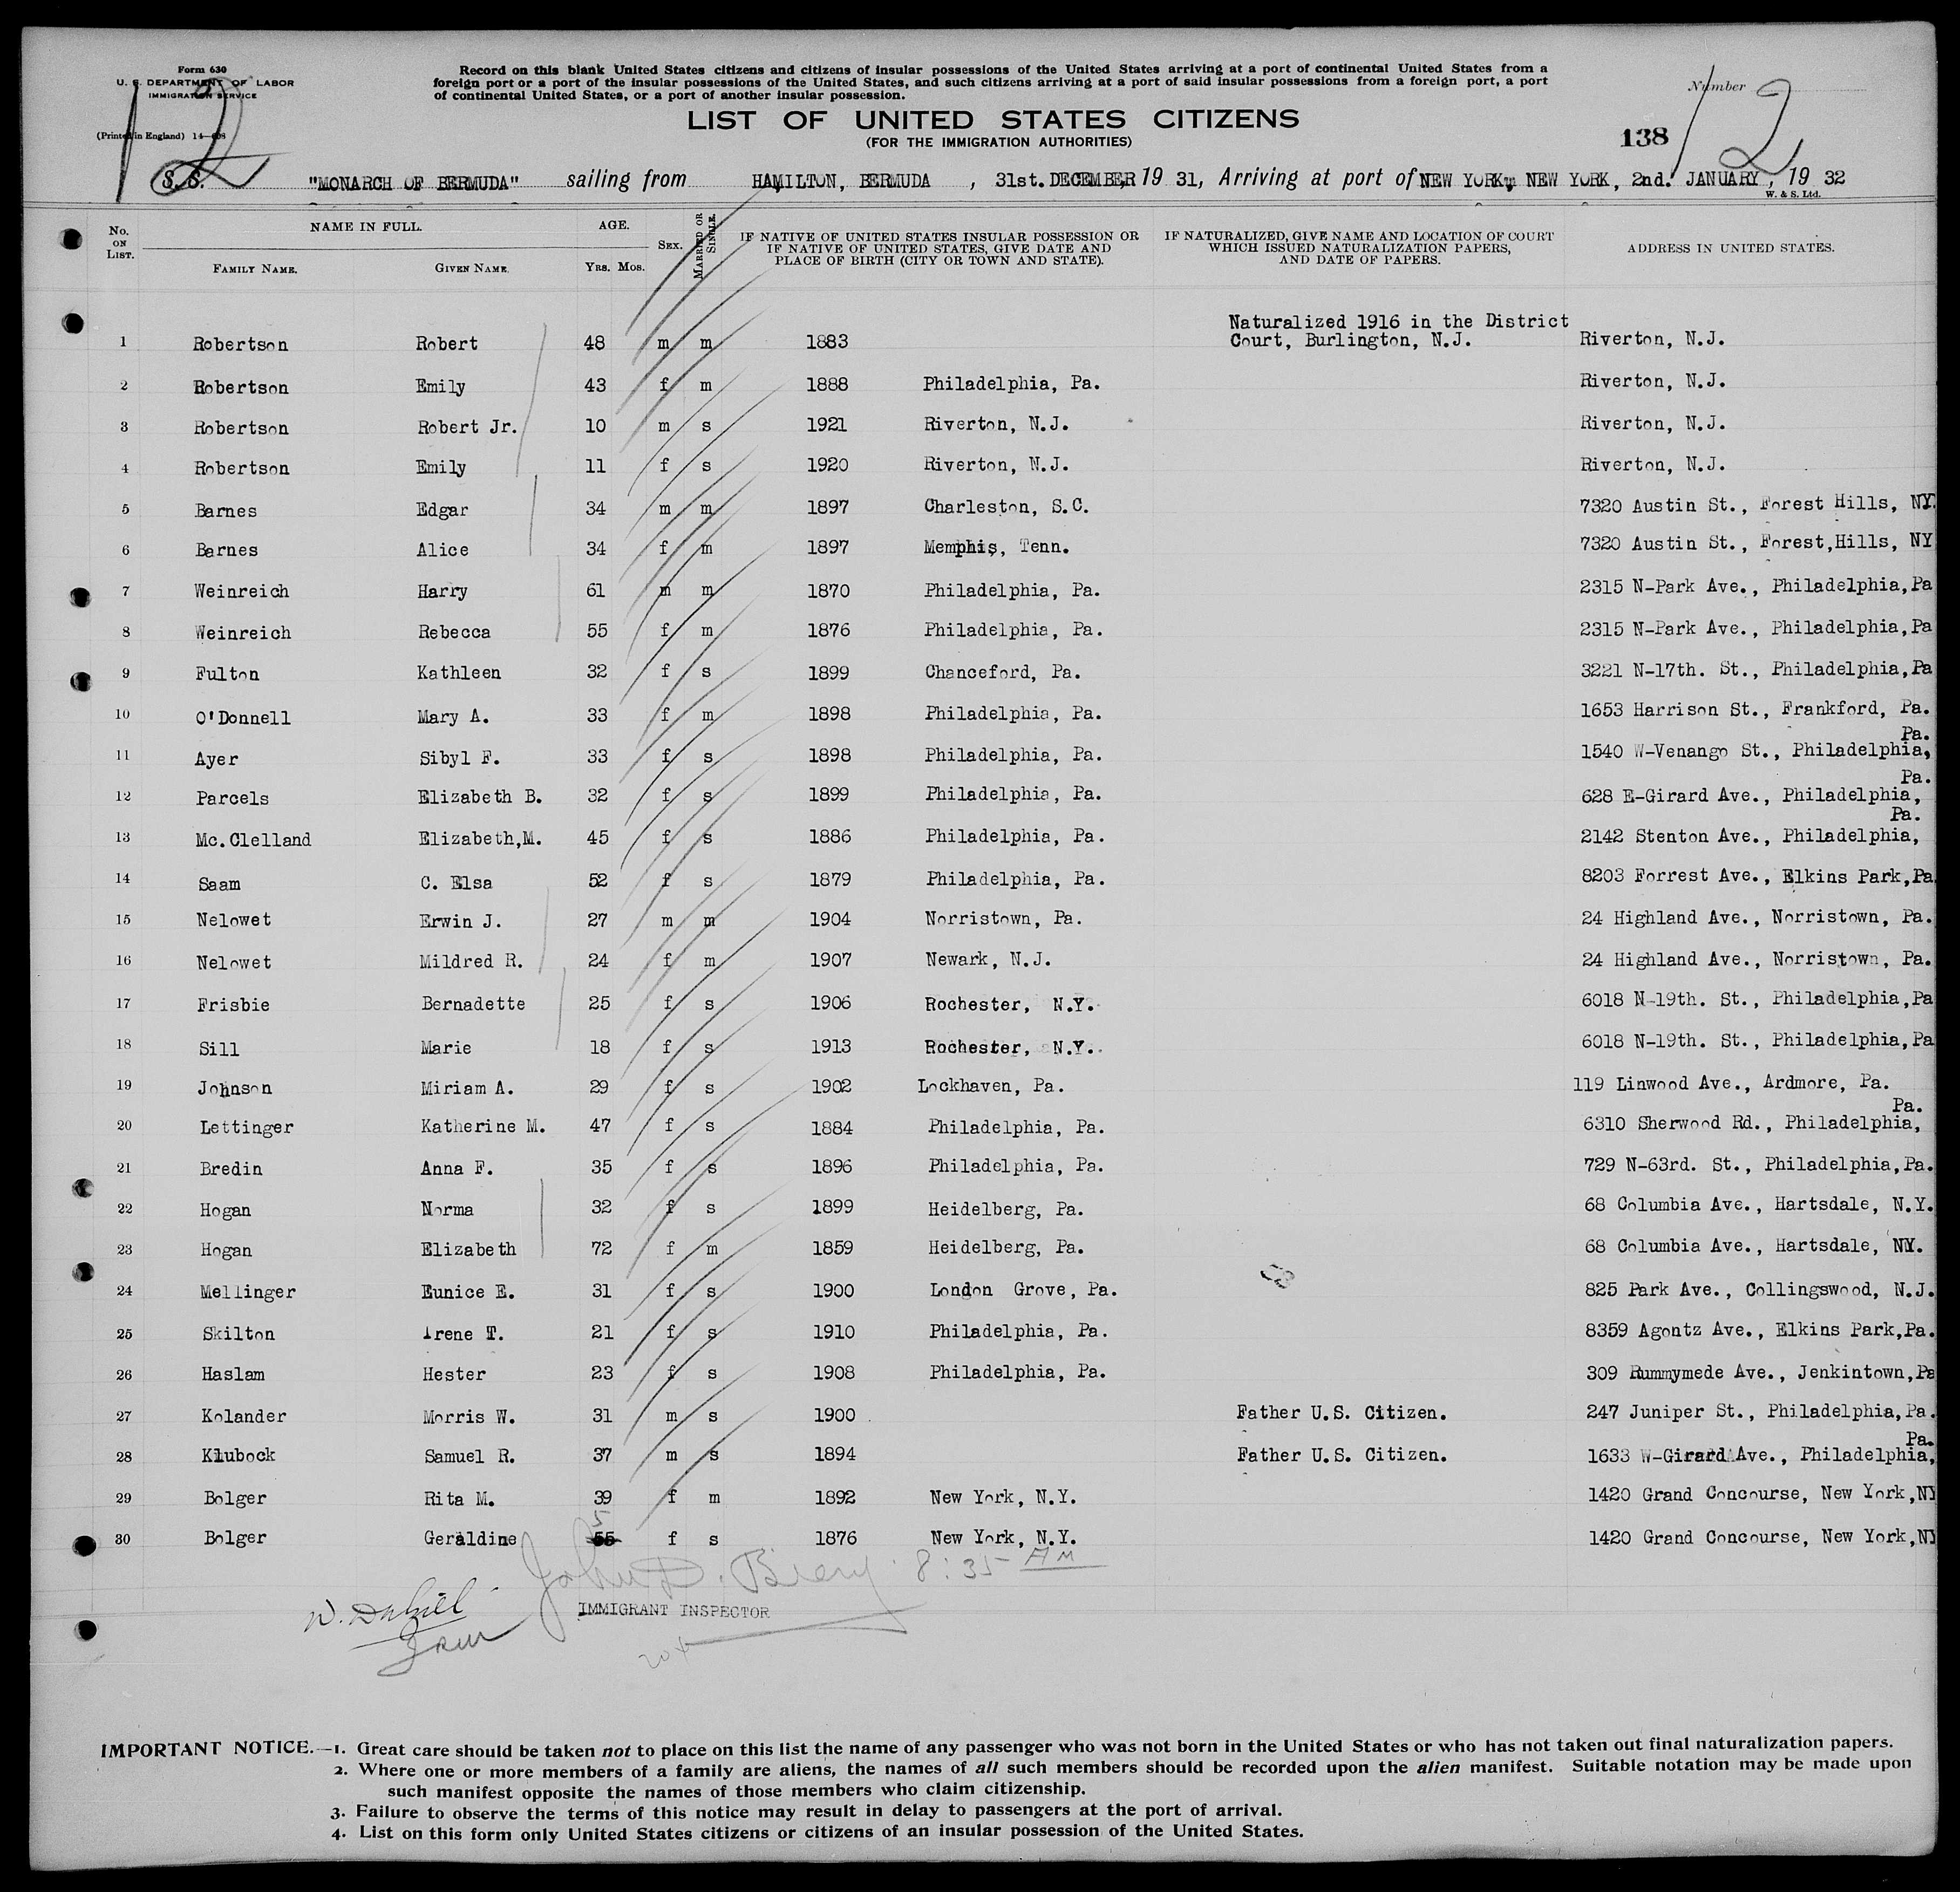 Form 630
U. S. DEPARTMENT OF LABOR
IMMIGRATION SERVICE
(Printed in England) 14—608
12
Record on this blank United States citizens and citizens of insular possessions of the United States arriving at a port of continental United States from a
foreign port or a port of the insular possessions of the United States, and such citizens arriving at a port of said insular possessions from a foreign port, a port
of continental United States, or a port of another insular possession.
Number 12
LIST OF UNITED STATES CITIZENS
(FOR THE IMMIGRATION AUTHORITIES)
138
S.S. "MONARCH OF BERMUDA" sailing from HAMILTON, BERMUDA , 31st. DECEMBER 19 31, Arriving at port of NEW YORK, NEW YORK, 2nd. JANUARY, 19 32
W. & S. Ltd.
No. ON LIST. NAME IN FULL. AGE. SEX. MARRIED OR SINGLE. IF NATIVE OF UNITED STATES INSULAR POSSESSION OR IF NATIVE OF UNITED STATES, GIVE DATE AND PLACE OF BIRTH (CITY OR TOWN AND STATE). IF NATURALIZED, GIVE NAME AND LOCATION OF COURT WHICH ISSUED NATURALIZATION PAPERS, AND DATE OF PAPERS. ADDRESS IN UNITED STATES.
FAMILY NAME. GIVEN NAME. YRS. MOS.
1 Robertson Robert 48 m m 1883 Naturalized 1916 in the District Court, Burlington, N.J. Riverton, N.J.
2 Robertson Emily 43 f m 1888 Philadelphia, Pa. Riverton, N.J.
3 Robertson Robert Jr. 10 m s 1921 Riverton, N.J. Riverton, N.J.
4 Robertson Emily 11 f s 1920 Riverton, N.J. Riverton, N.J.
5 Barnes Edgar 34 m m 1897 Charleston, S.C. 7320 Austin St., Forest Hills, NY.
6 Barnes Alice 34 f m 1897 Memphis, Tenn. 7320 Austin St., Forest,Hills, NY
7 Weinreich Harry 61 m m 1870 Philadelphia, Pa. 2315 N-Park Ave., Philadelphia,Pa
8 Weinreich Rebecca 55 f m 1876 Philadelphia, Pa. 2315 N-Park Ave., Philadelphia,Pa
9 Fulton Kathleen 32 f s 1899 Chanceford, Pa. 3221 N-17th. St., Philadelphia,Pa
10 O'Donnell Mary A. 33 f m 1898 Philadelphia, Pa. 1653 Harrison St., Frankford, Pa.
11 Ayer Sibyl F. 33 f s 1898 Philadelphia, Pa. 1540 W-Venango St., Philadelphia, Pa.
12 Parcels Elizabeth B. 32 f s 1899 Philadelphia, Pa. 628 E-Girard Ave., Philadelphia, Pa.
13 Mc.Clelland Elizabeth,M. 45 f s 1886 Philadelphia, Pa. 2142 Stenton Ave., Philadelphia, Pa.
14 Saam C. Elsa 52 f s 1879 Philadelphia, Pa. 8203 Forrest Ave., Elkins Park,Pa
15 Nelowet Erwin J. 27 m m 1904 Norristown, Pa. 24 Highland Ave., Norristown, Pa.
16 Nelowet Mildred R. 24 f m 1907 Newark, N.J. 24 Highland Ave., Norristown, Pa.
17 Frisbie Bernadette 25 f s 1906 Rochester, N.Y. 6018 N-19th. St., Philadelphia,Pa
18 Sill Marie 18 f s 1913 Rochester, N.Y. 6018 N-19th. St., Philadelphia,Pa
19 Johnson Miriam A. 29 f s 1902 Lockhaven, Pa. 119 Linwood Ave., Ardmore, Pa.
20 Lettinger Katherine M. 47 f s 1884 Philadelphia, Pa. 6310 Sherwood Rd., Philadelphia, Pa.
21 Bredin Anna F. 35 f s 1896 Philadelphia, Pa. 729 N-63rd. St., Philadelphia,Pa.
22 Hogan Norma 32 f s 1899 Heidelberg, Pa. 68 Columbia Ave., Hartsdale, N.Y.
23 Hogan Elizabeth 72 f m 1859 Heidelberg, Pa. 68 Columbia Ave., Hartsdale, NY.
24 Mellinger Eunice E. 31 f s 1900 London Grove, Pa. 825 Park Ave., Collingswood, N.J.
25 Skilton Irene T. 21 f s 1910 Philadelphia, Pa. 8359 Agontz Ave., Elkins Park,Pa.
26 Haslam Hester 23 f s 1908 Philadelphia, Pa. 309 Rummymede Ave., Jenkintown,Pa
27 Kolander Morris W. 31 m s 1900 Father U.S. Citizen. 247 Juniper St., Philadelphia,Pa.
28 Klubock Samuel R. 37 m s 1894 Father U.S. Citizen. 1633 W-Girard Ave., Philadelphia, Pa.
29 Bolger Rita M. 39 f m 1892 New York, N.Y. 1420 Grand Concourse, New York,NY
30 Bolger Geraldine 55 5 f s 1876 New York, N.Y. 1420 Grand Concourse, New York,NY
John D. Biery 8:35 AM
IMMIGRANT INSPECTOR
IMPORTANT NOTICE.—1. Great care should be taken not to place on this list the name of any passenger who was not born in the United States or who has not taken out final naturalization papers.
2. Where one or more members of a family are aliens, the names of all such members should be recorded upon the alien manifest. Suitable notation may be made upon
such manifest opposite the names of those members who claim citizenship.
3. Failure to observe the terms of this notice may result in delay to passengers at the port of arrival.
4. List on this form only United States citizens or citizens of an insular possession of the United States.